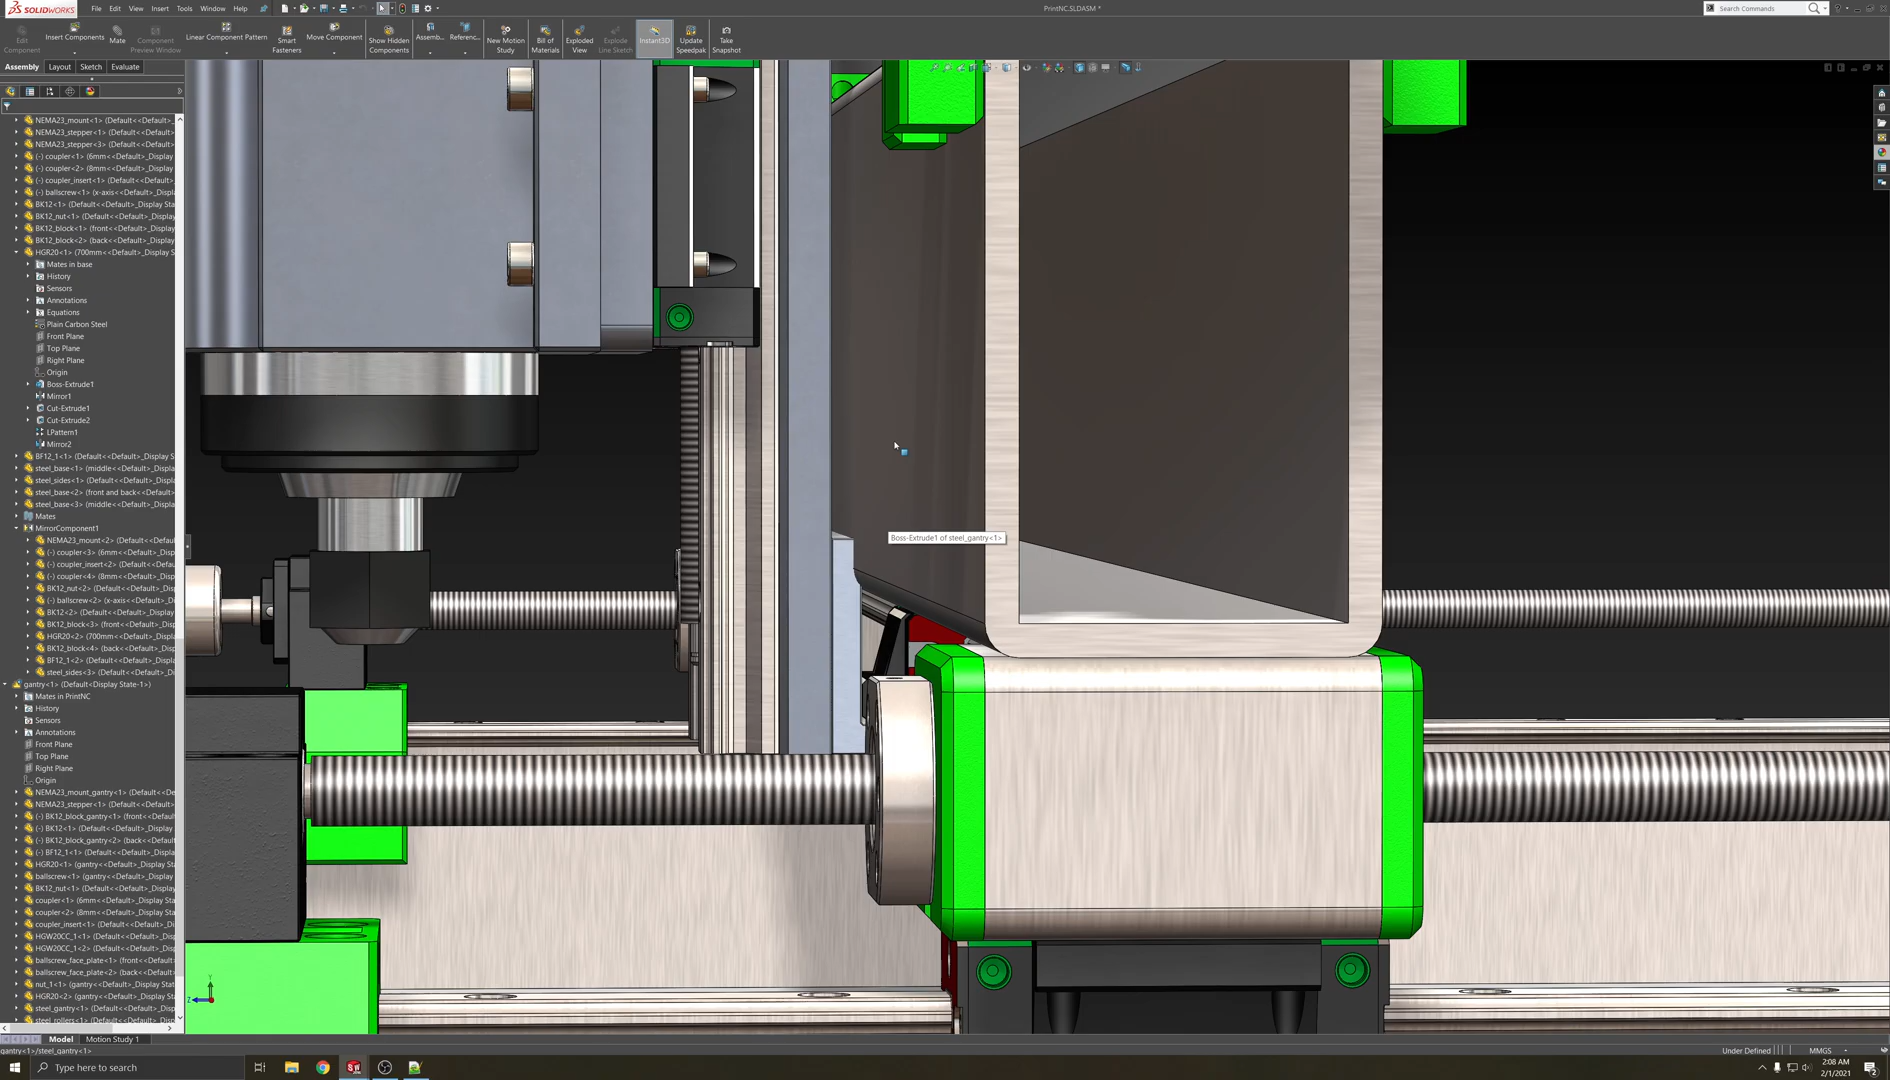 SOLIDWORKS
File Edit View Insert Tools Window Help
PrintNC.SLDASM *
Search Commands
Edit Component
Insert Components
Mate
Component Preview Window
Linear Component Pattern
Smart Fasteners
Move Component
Show Hidden Components
Assemb...
Referenc...
New Motion Study
Bill of Materials
Exploded View
Explode Line Sketch
Instant3D
Update Speedpak
Take Snapshot
Assembly Layout Sketch Evaluate
NEMA23_mount<1> (Default<<Default>_
NEMA23_stepper<1> (Default<<Default>_
NEMA23_stepper<3> (Default<<Default>_
(-) coupler<1> (6mm<<Default>_Display
(-) coupler<2> (8mm<<Default>_Display
(-) coupler_insert<1> (Default<<Default>_
(-) ballscrew<1> (x-axis<<Default>_Displa
BK12<1> (Default<<Default>_Display Sta
BK12_nut<1> (Default<<Default>_Display
BK12_block<1> (front<<Default>_Display
BK12_block<2> (back<<Default>_Display
HGR20<1> (700mm<<Default>_Display S
Mates in base
History
Sensors
Annotations
Equations
Plain Carbon Steel
Front Plane
Top Plane
Right Plane
Origin
Boss-Extrude1
Mirror1
Cut-Extrude1
Cut-Extrude2
LPattern1
Mirror2
BF12_1<1> (Default<<Default>_Display S
steel_base<1> (middle<<Default>_Displa
steel_sides<1> (Default<<Default>_Displa
steel_base<2> (front and back<<Default>
steel_base<3> (middle<<Default>_Displa
Mates
MirrorComponent1
NEMA23_mount<2> (Default<<Default
(-) coupler<3> (6mm<<Default>_Displ
(-) coupler_insert<2> (Default<<Defau
(-) coupler<4> (8mm<<Default>_Displ
BK12_nut<2> (Default<<Default>_Disp
(-) ballscrew<2> (x-axis<<Default>_Dis
BK12<2> (Default<<Default>_Display
BK12_block<3> (front<<Default>_Disp
HGR20<2> (700mm<<Default>_Display
BK12_block<4> (back<<Default>_Displ
BF12_1<2> (Default<<Default>_Display
steel_sides<3> (Default<<Default>_Disp
gantry<1> (Default<Default_Display State-1>)
Mates in PrintNC
History
Sensors
Annotations
Front Plane
Top Plane
Right Plane
Origin
NEMA23_mount_gantry<1> (Default<<De
NEMA23_stepper<1> (Default<<Default>
(-) BK12_block_gantry<2> (front<<Default
(-) BK12<1> (Default<<Default>_Display
(-) BK12_block_gantry<2> (back<<Default
(-) BF12_1<1> (Default<<Default>_Display
HGR20<1> (gantry<<Default>_Display Sta
ballscrew<1> (gantry<<Default>_Display
BK12_nut<1> (Default<<Default>_Display
coupler<1> (6mm<<Default>_Display Sta
coupler<2> (8mm<<Default>_Display Sta
coupler_insert<1> (Default<<Default>_Di
HGW20CC_1<1> (Default<<Default>_Dis
HGW20CC_1<2> (Default<<Default>_Dis
ballscrew_face_plate<1> (front<<Default>
ballscrew_face_plate<2> (back<<Default>
nut_1<1> (gantry<<Default>_Display Stat
HGR20<2> (gantry<<Default>_Display Sta
steel_gantry<1> (Default<<Default>_Disp
steel_rollers<1> (Default<<Default>_Disp
Boss-Extrude1 of steel_gantry<1>
Y
Z
Model Motion Study 1
gantry<1>/steel_gantry<1>
Under Defined
MMGS
Type here to search
2:08 AM
2/1/2021
2